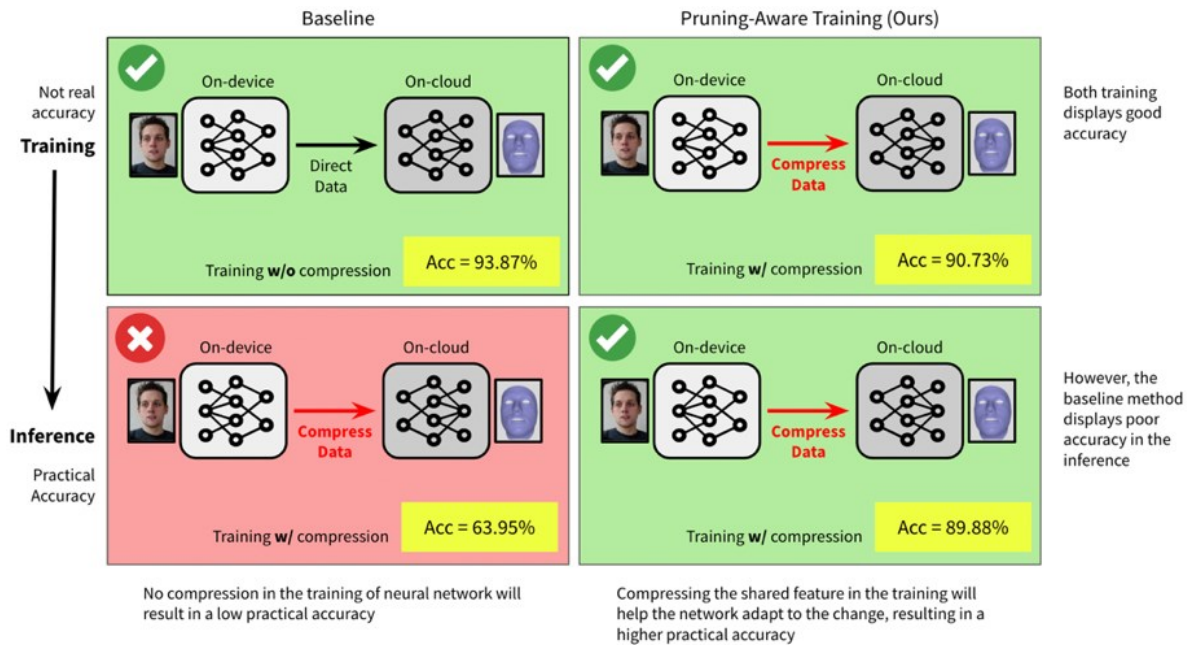 Baseline
Pruning-Aware Training (Ours)
Not real
accuracy
Training
On-device
On-cloud
Direct
Data
Training w/o compression
Acc = 93.87%
On-device
On-cloud
Compress
Data
Training w/ compression
Acc = 90.73%
Both training
displays good
accuracy
Inference
Practical
Accuracy
On-device
On-cloud
Compress
Data
Training w/ compression
Acc = 63.95%
On-device
On-cloud
Compress
Data
Training w/ compression
Acc = 89.88%
However, the
baseline method
displays poor
accuracy in the
inference
No compression in the training of neural network will
result in a low practical accuracy
Compressing the shared feature in the training will
help the network adapt to the change, resulting in a
higher practical accuracy